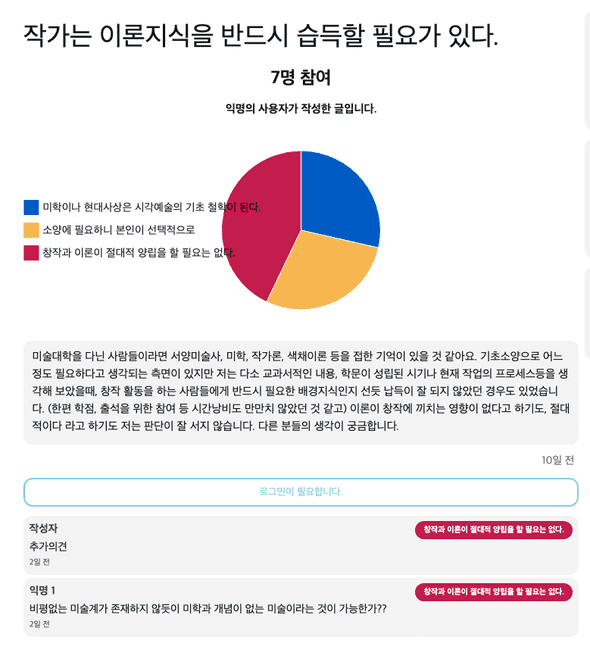 작가는 이론지식을 반드시 습득할 필요가 있다.
7명 참여
익명의 사용자가 작성한 글입니다.
미학이나 현대사상은 시각예술의 기초 철학이 된다.
소양에 필요하니 본인이 선택적으로
창작과 이론이 절대적 양립을 할 필요는 없다.
미술대학을 다닌 사람들이라면 서양미술사, 미학, 작가론, 색채이론 등을 접한 기억이 있을 것 같아요. 기초소양으로 어느
정도 필요하다고 생각되는 측면이 있지만 저는 다소 교과서적인 내용, 학문이 성립된 시기나 현재 작업의 프로세스등을 생
각해 보았을때, 창작 활동을 하는 사람들에게 반드시 필요한 배경지식인지 선듯 납득이 잘 되지 않았던 경우도 있었습니
다. (한편 학점, 출석을 위한 참여 등 시간낭비도 만만치 않았던 것 같고) 이론이 창작에 끼치는 영향이 없다고 하기도, 절대
적이다 라고 하기도 저는 판단이 잘 서지 않습니다. 다른 분들의 생각이 궁금합니다.
10일 전
로그인이 필요합니다.
작성자
창작과 이론이 절대적 양립을 할 필요는 없다.
추가의견
2일 전
익명 1
창작과 이론이 절대적 양립을 할 필요는 없다.
비평없는 미술계가 존재하지 않듯이 미학과 개념이 없는 미술이라는 것이 가능한가??
2일 전